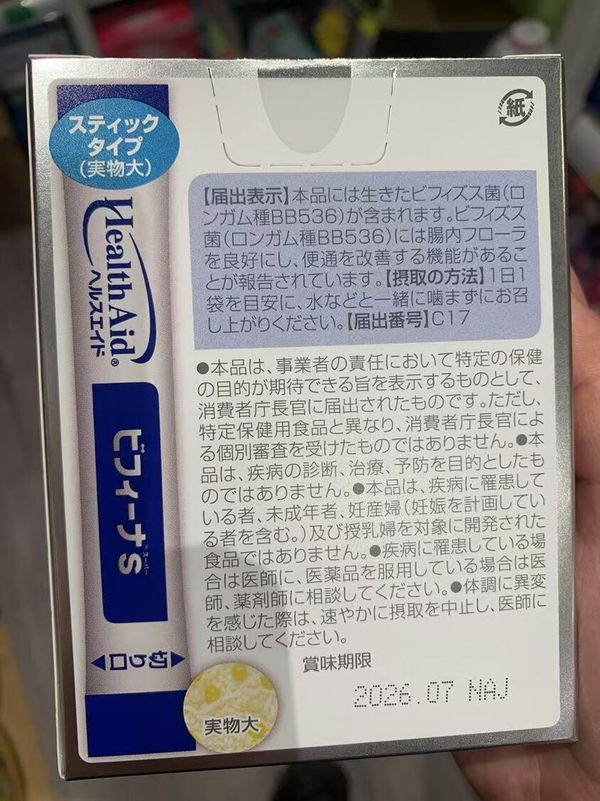 スティック
タイプ
(実物大)
Health Aid®
ヘルスエイド
ビフィーナS
ビフィーナ スーパー
◀切り口▶
実物大
紙
【届出表示】本品には生きたビフィズス菌(ロ
ンガム種BB536)が含まれます。ビフィズス
菌(ロンガム種BB536)には腸内フローラ
を良好にし、便通を改善する機能があるこ
とが報告されています。【摂取の方法】1日1
袋を目安に、水などと一緒に噛まずにお召
し上がりください。【届出番号】C17
●本品は、事業者の責任において特定の保健
の目的が期待できる旨を表示するものとして、
消費者庁長官に届出されたものです。ただし、
特定保健用食品と異なり、消費者庁長官によ
る個別審査を受けたものではありません。●本
品は、疾病の診断、治療、予防を目的としたも
のではありません。●本品は、疾病に罹患して
いる者、未成年者、妊産婦(妊娠を計画してい
る者を含む。)及び授乳婦を対象に開発された
食品ではありません。●疾病に罹患している場
合は医師に、医薬品を服用している場合は医
師、薬剤師に相談してください。●体調に異変
を感じた際は、速やかに摂取を中止し、医師に
相談してください。
賞味期限
2026.07 NAJ